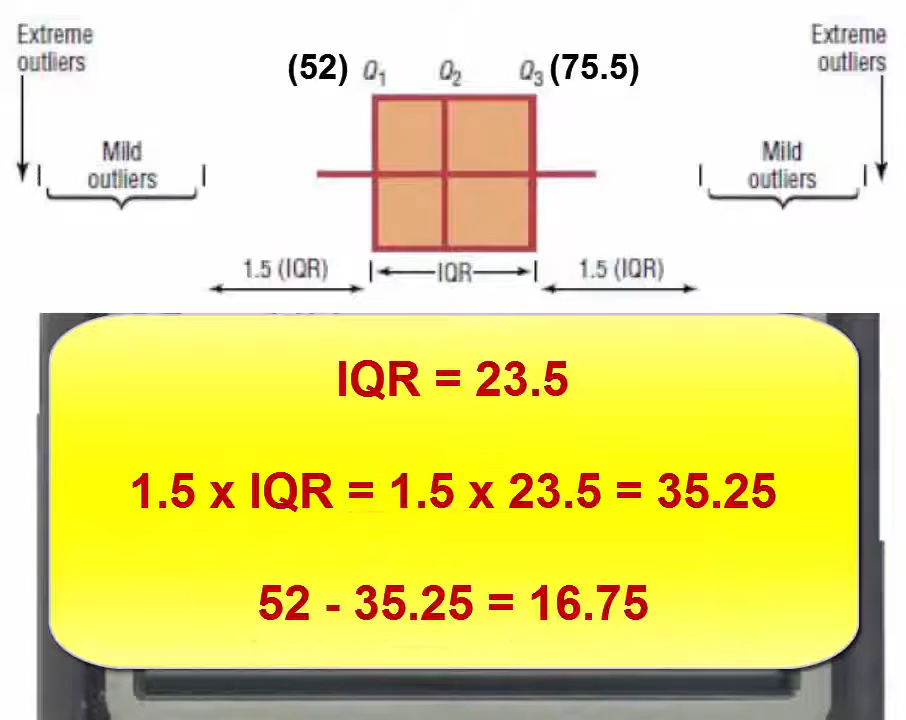 Extreme
outliers
Extreme
outliers
(52) Q1 Q2 Q3 (75.5)
Mild
outliers
Mild
outliers
1.5 (IQR)
IQR
1.5 (IQR)
IQR = 23.5
1.5 x IQR = 1.5 x 23.5 = 35.25
52 - 35.25 = 16.75